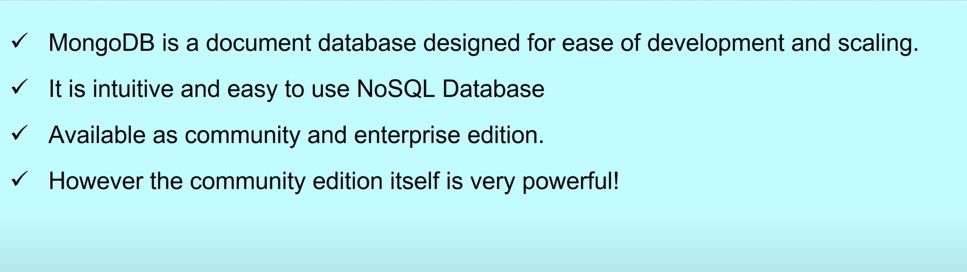 ✓ MongoDB is a document database designed for ease of development and scaling.
✓ It is intuitive and easy to use NoSQL Database
✓ Available as community and enterprise edition.
✓ However the community edition itself is very powerful!